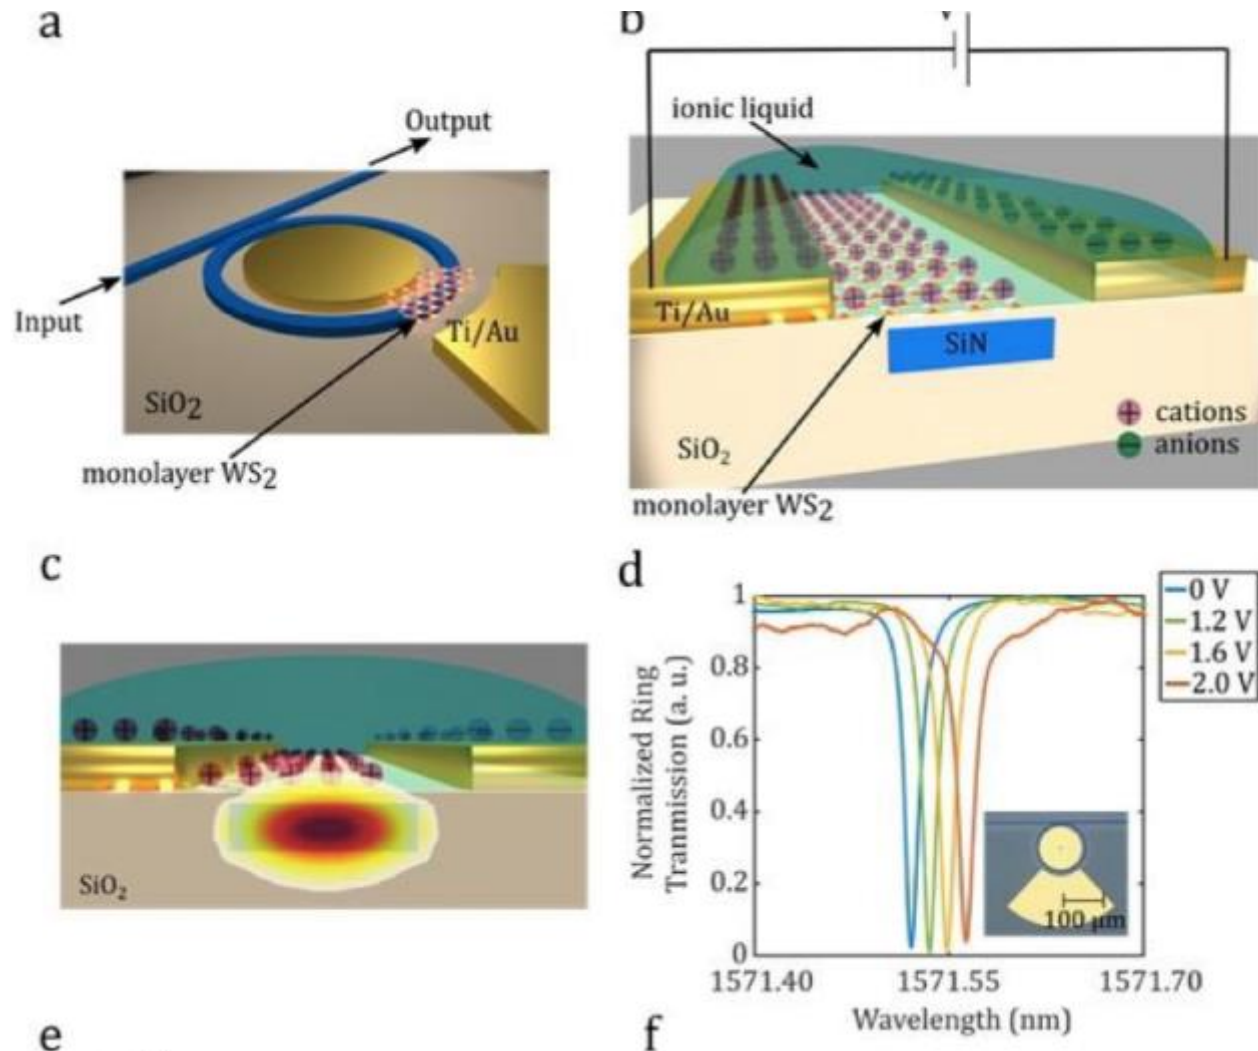 a
Output
Input
Ti/Au
SiO2
monolayer WS2
b
ionic liquid
Ti/Au
SiN
cations
anions
SiO2
monolayer WS2
c
SiO2
d
0 V
1.2 V
1.6 V
2.0 V
Normalized Ring
Tranmission (a. u.)
1
0.8
0.6
0.4
0.2
0
100 µm
1571.40 1571.55 1571.70
Wavelength (nm)
e
f